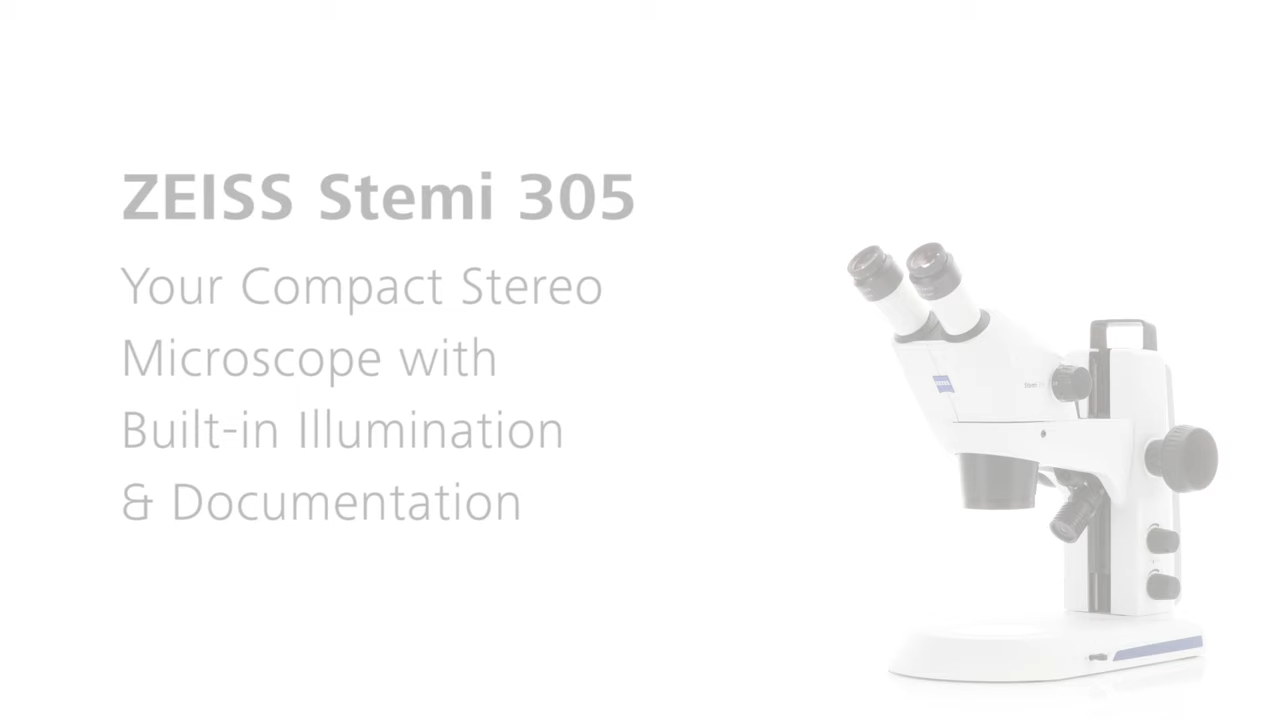 ZEISS Stemi 305
Your Compact Stereo
Microscope with
Built-in Illumination
& Documentation